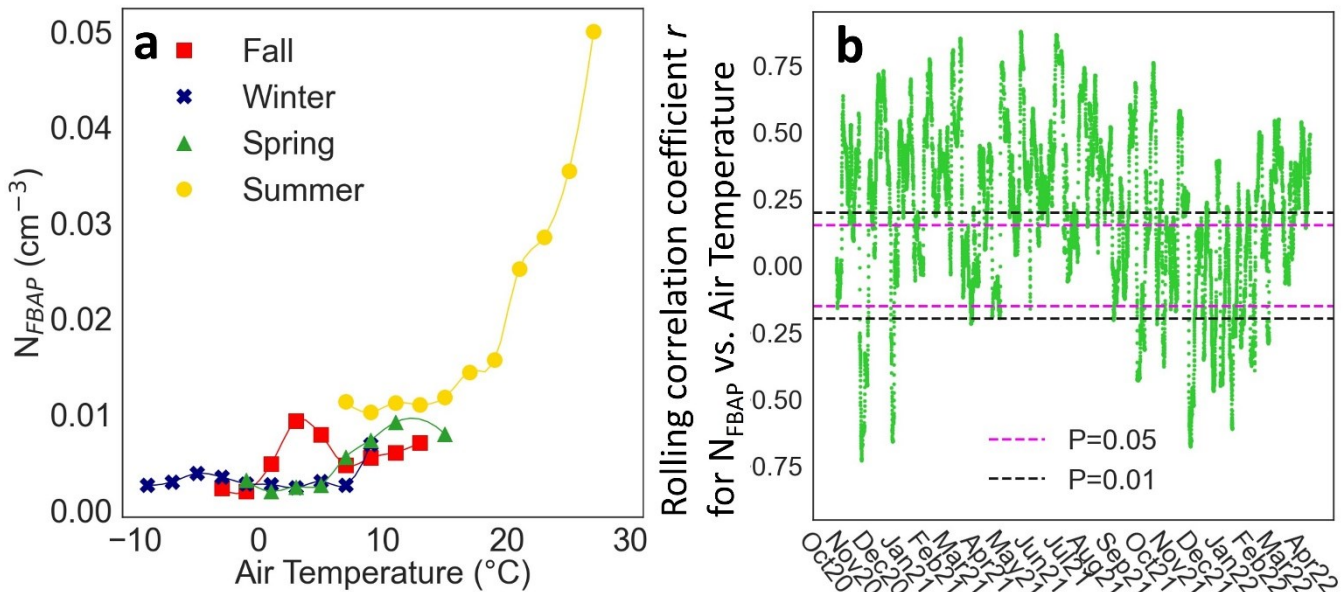 a
Fall
Winter
Spring
Summer
0.05
0.04
0.03
0.02
0.01
0.00
N_FBAP (cm⁻³)
−10
0
10
20
30
Air Temperature (°C)
Rolling correlation coefficient r
for N_FBAP vs. Air Temperature
b
0.75
0.50
0.25
0.00
0.25
0.50
0.75
P=0.05
P=0.01
Oct20
Nov20
Dec20
Jan21
Feb21
Mar21
Apr21
May21
Jun21
Jul21
Aug21
Sep21
Oct21
Nov21
Dec21
Jan22
Feb22
Mar22
Apr22